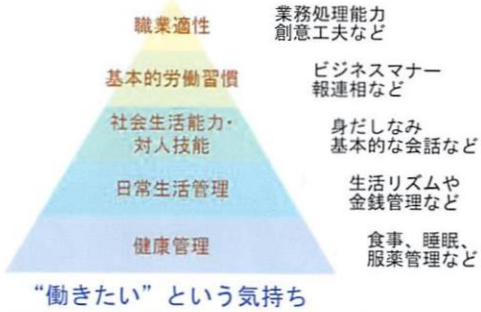 職業適性
業務処理能力
創意工夫など
基本的労働習慣
ビジネスマナー
報連相など
社会生活能力・
対人技能
身だしなみ
基本的な会話など
日常生活管理
生活リズムや
金銭管理など
健康管理
食事、睡眠、
服薬管理など
“働きたい”という気持ち